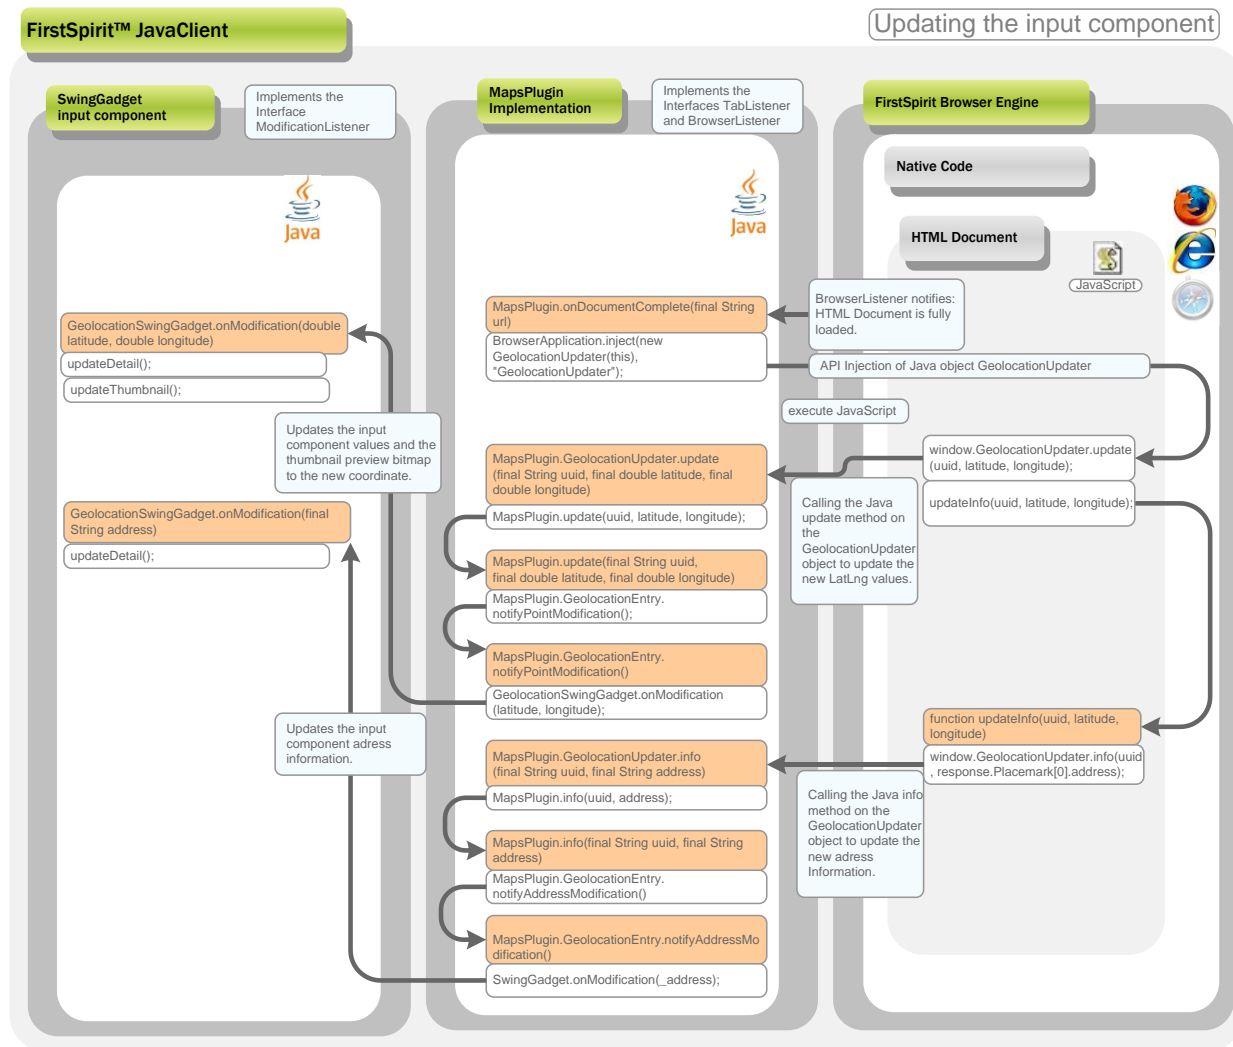 FirstSpirit™ JavaClient
Updating the input component
SwingGadget
input component
Implements the
Interface
ModificationListener
Java
GeolocationSwingGadget.onModification(double
latitude, double longitude)
updateDetail();
updateThumbnail();
Updates the input
component values and the
thumbnail preview bitmap
to the new coordinate.
GeolocationSwingGadget.onModification(final
String address)
updateDetail();
Updates the input
component adress
information.
MapsPlugin
Implementation
Implements the
Interfaces TabListener
and BrowserListener
Java
MapsPlugin.onDocumentComplete(final String
url)
BrowserApplication.inject(new
GeolocationUpdater(this),
"GeolocationUpdater");
MapsPlugin.GeolocationUpdater.update
(final String uuid, final double latitude, final
double longitude)
MapsPlugin.update(uuid, latitude, longitude);
MapsPlugin.update(final String uuid,
final double latitude, final double longitude)
MapsPlugin.GeolocationEntry.
notifyPointModification();
MapsPlugin.GeolocationEntry.
notifyPointModification()
GeolocationSwingGadget.onModification
(latitude, longitude);
MapsPlugin.GeolocationUpdater.info
(final String uuid, final String address)
MapsPlugin.info(uuid, address);
MapsPlugin.info(final String uuid, final String
address)
MapsPlugin.GeolocationEntry.
notifyAddressModification()
MapsPlugin.GeolocationEntry.notifyAddressMo
dification()
SwingGadget.onModification(_address);
FirstSpirit Browser Engine
Native Code
HTML Document
JavaScript
BrowserListener notifies:
HTML Document is fully
loaded.
API Injection of Java object GeolocationUpdater
execute JavaScript
window.GeolocationUpdater.update
(uuid, latitude, longitude);
updateInfo(uuid, latitude, longitude);
Calling the Java
update method on
the
GeolocationUpdater
object to update the
new LatLng values.
function updateInfo(uuid, latitude,
longitude)
window.GeolocationUpdater.info(uuid
, response.Placemark[0].address);
Calling the Java info
method on the
GeolocationUpdater
object to update the
new adress
Information.